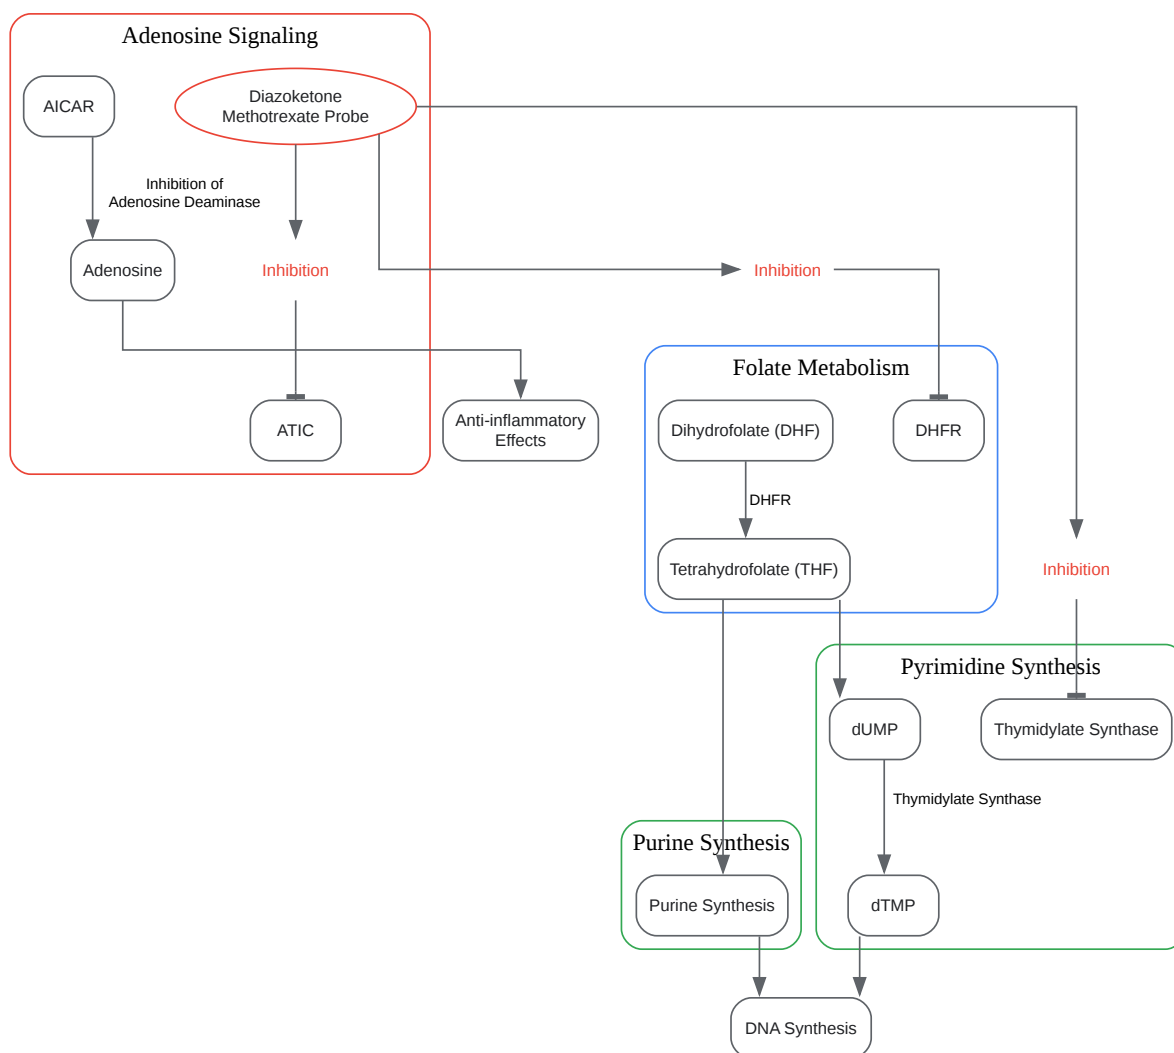 Adenosine Signaling
AICAR
Diazoketone
Methotrexate Probe
Inhibition of
Adenosine Deaminase
Adenosine
Inhibition
Inhibition
Folate Metabolism
ATIC
Anti-inflammatory
Effects
Dihydrofolate (DHF)
DHFR
DHFR
Tetrahydrofolate (THF)
Inhibition
Pyrimidine Synthesis
dUMP
Thymidylate Synthase
Thymidylate Synthase
Purine Synthesis
Purine Synthesis
dTMP
DNA Synthesis